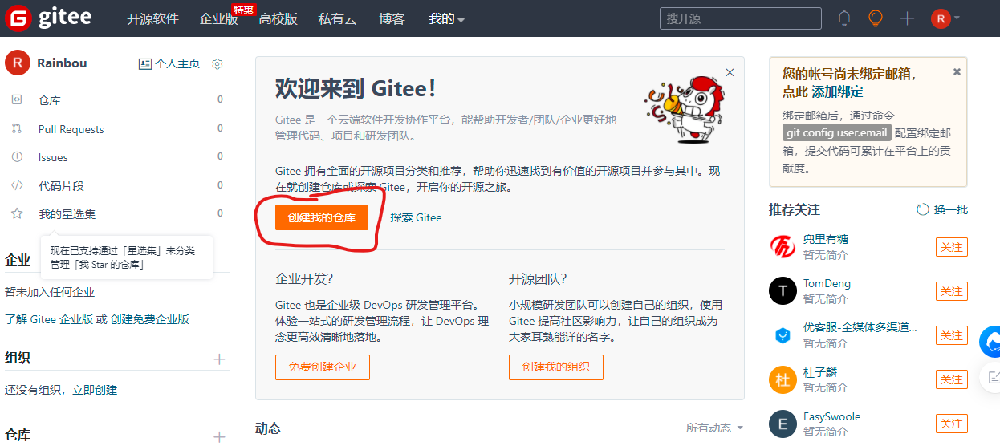 gitee
开源软件
企业版
特惠
高校版
私有云
博客
我的
搜开源
R
R
Rainbou
个人主页
仓库
0
Pull Requests
0
Issues
0
代码片段
0
我的星选集
0
现在已支持通过「星选集」来分类
管理「我 Star 的仓库」
企业
暂未加入任何企业
了解 Gitee 企业版 或 创建免费企业版
组织
还没有组织，立即创建
仓库
欢迎来到 Gitee！
Gitee 是一个云端软件开发协作平台，能帮助开发者/团队/企业更好地
管理代码、项目和研发团队。
Gitee 拥有全面的开源项目分类和推荐，帮助你迅速找到有价值的开源项目并参与其中。现
在就创建仓库或探索 Gitee，开启你的开源之旅。
创建我的仓库
探索 Gitee
企业开发？
Gitee 也是企业级 DevOps 研发管理平台。
体验一站式的研发管理流程，让 DevOps 理
念更高效清晰地落地。
免费创建企业
开源团队？
小规模研发团队可以创建自己的组织，使用
Gitee 提高社区影响力，让自己的组织成为
大家耳熟能详的名字。
创建我的组织
动态
所有动态
您的帐号尚未绑定邮箱，
点此 添加绑定
绑定邮箱后，通过命令
git config user.email 配置绑定邮
箱，提交代码可累计在平台上的贡
献度。
推荐关注
换一批
兜里有糖
暂无简介
关注
A
TomDeng
暂无简介
关注
优客服-全媒体多渠道...
暂无简介
关注
杜
杜子麟
暂无简介
关注
E
EasySwoole
暂无简介
关注